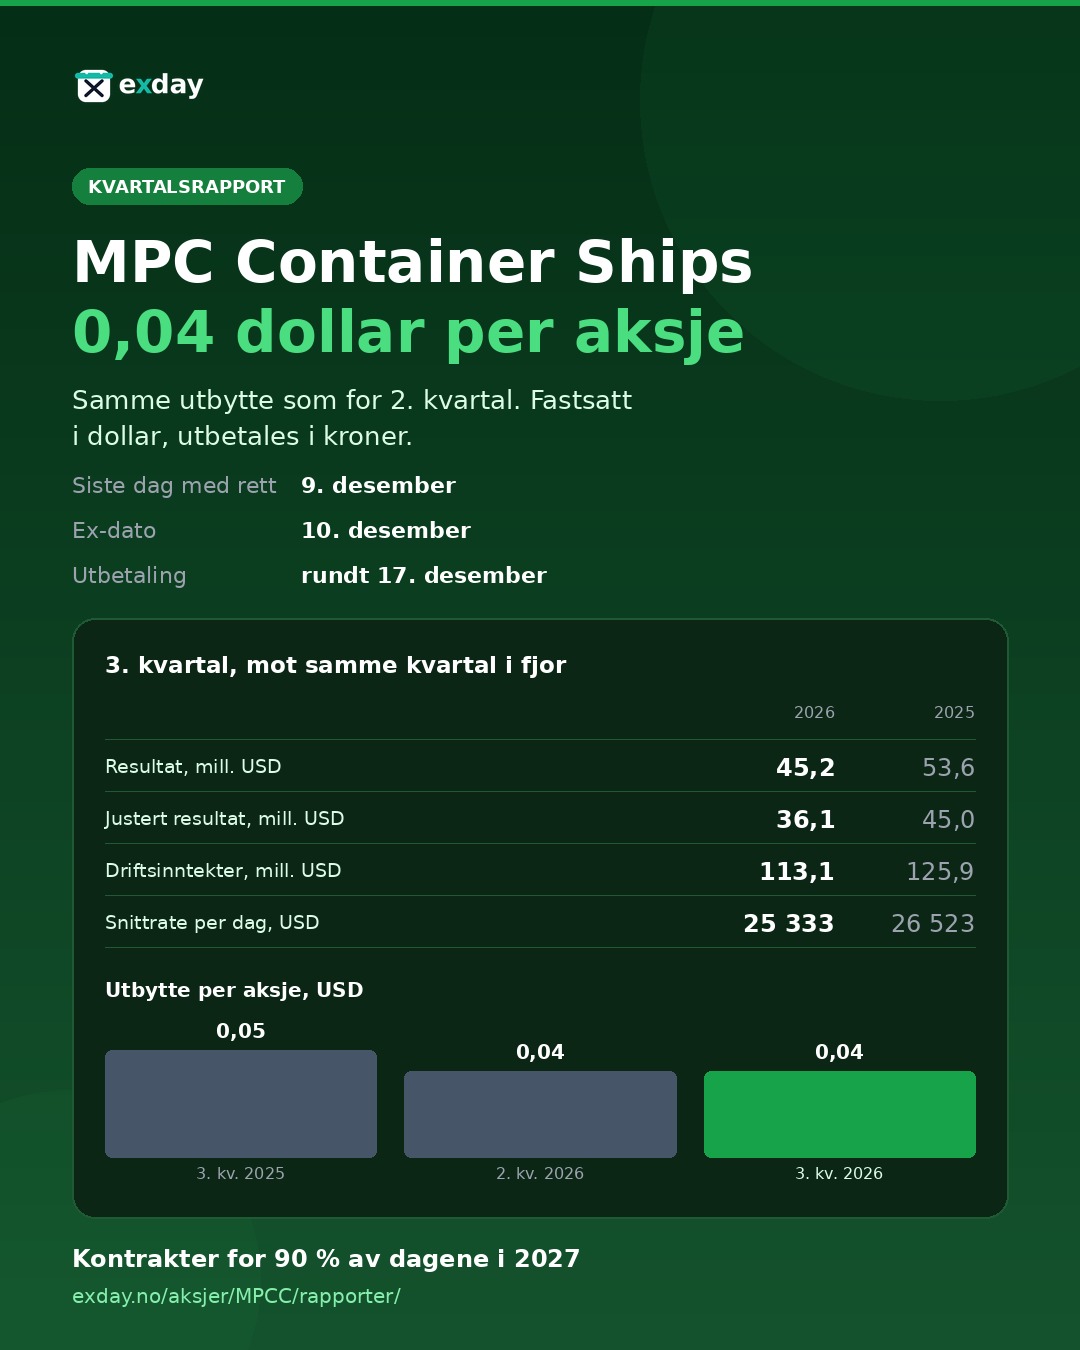 exday
KVARTALSRAPPORT
MPC Container Ships
0,04 dollar per aksje
Samme utbytte som for 2. kvartal. Fastsatt
i dollar, utbetales i kroner.
Siste dag med rett 9. desember
Ex-dato 10. desember
Utbetaling rundt 17. desember
3. kvartal, mot samme kvartal i fjor
2026 2025
Resultat, mill. USD 45,2 53,6
Justert resultat, mill. USD 36,1 45,0
Driftsinntekter, mill. USD 113,1 125,9
Snittrate per dag, USD 25 333 26 523
Utbytte per aksje, USD
0,05 0,04 0,04
3. kv. 2025 2. kv. 2026 3. kv. 2026
Kontrakter for 90 % av dagene i 2027
exday.no/aksjer/MPCC/rapporter/